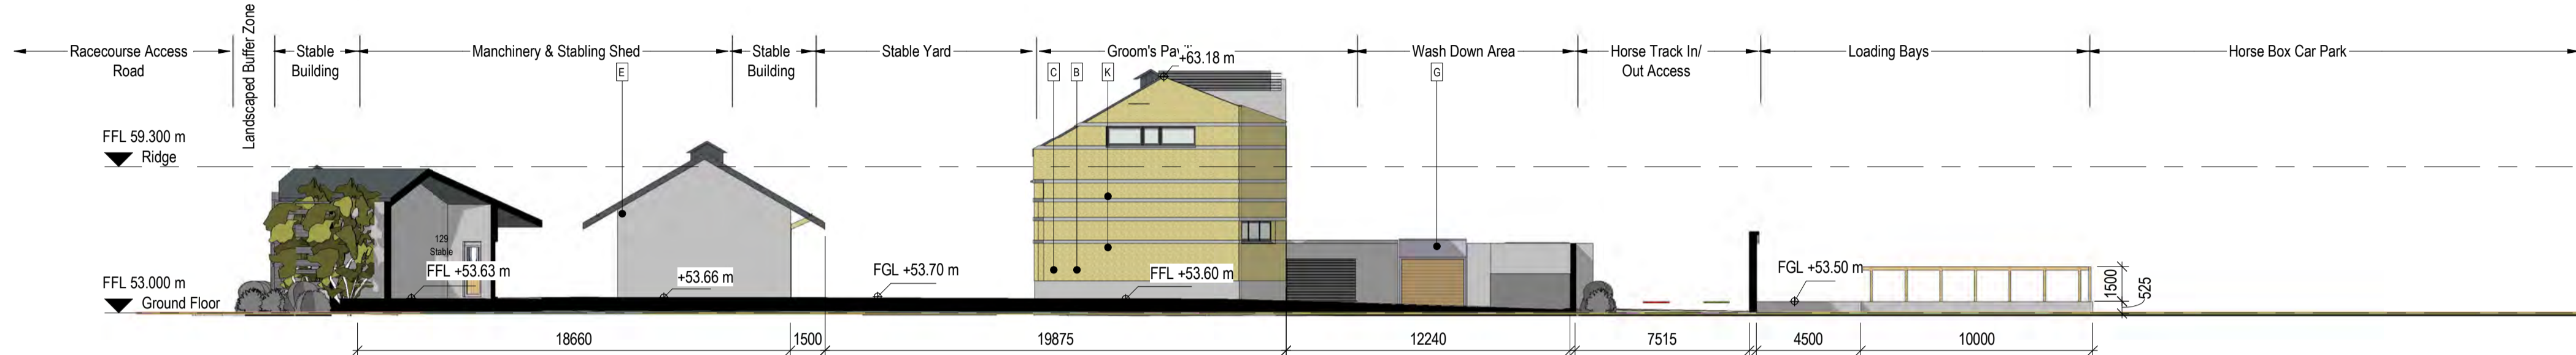 Racecourse Access
Road
Landscaped Buffer Zone
Stable
Building
Manchinery & Stabling Shed
Stable
Building
Stable Yard
Groom's
Wash Down Area
Horse Track In/
Out Access
Loading Bays
Horse Box Car Park
+63.18 m
E
C
B
K
G
FFL 59.300 m
Ridge
129
Stable
FFL +53.63 m
+53.66 m
FGL +53.70 m
FFL +53.60 m
FGL +53.50 m
FFL 53.000 m
Ground Floor
1500
525
18660
1500
19875
12240
7515
4500
10000